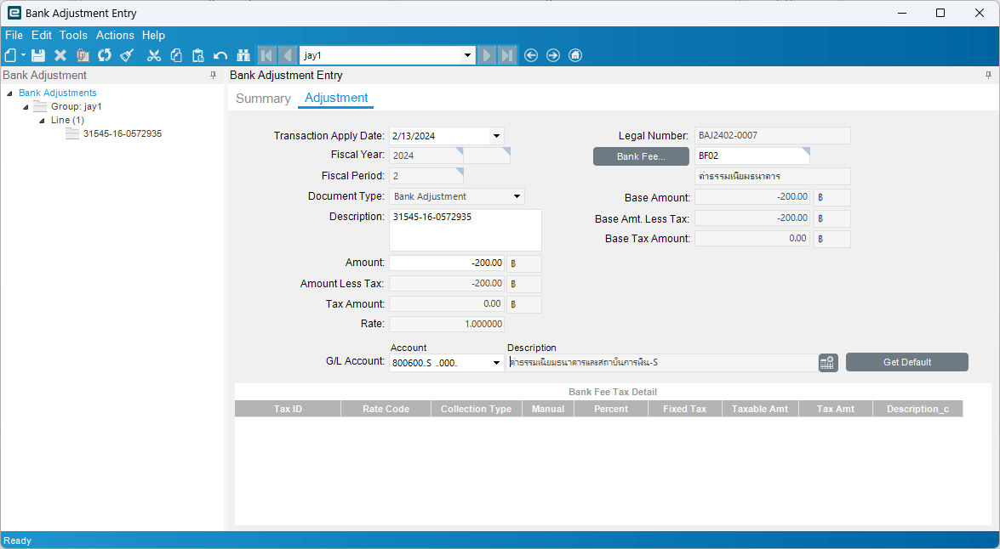 Bank Adjustment Entry
File Edit Tools Actions Help
jay1
Bank Adjustment
Bank Adjustments
Group: jay1
Line (1)
31545-16-0572935
Bank Adjustment Entry
Summary Adjustment
Transaction Apply Date: 2/13/2024
Fiscal Year: 2024
Fiscal Period: 2
Document Type: Bank Adjustment
Description: 31545-16-0572935
Amount: -200.00 ฿
Amount Less Tax: -200.00 ฿
Tax Amount: 0.00 ฿
Rate: 1.000000
Legal Number: BAJ2402-0007
Bank Fee... BF02
ค่าธรรมเนียมธนาคาร
Base Amount: -200.00 ฿
Base Amt. Less Tax: -200.00 ฿
Base Tax Amount: 0.00 ฿
Account Description
G/L Account: 800600.S .000. ค่าธรรมเนียมธนาคารและสถาบันการเงิน-S Get Default
Bank Fee Tax Detail
Tax ID Rate Code Collection Type Manual Percent Fixed Tax Taxable Amt Tax Amt Description_c
Ready